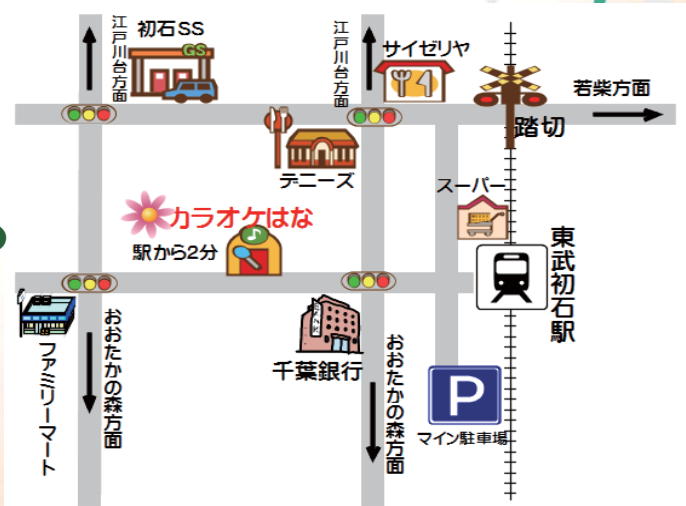 江戸川台方面
初石SS
GS
江戸川台方面
サイゼリヤ
若柴方面
踏切
デニーズ
スーパー
カラオケはな
駅から2分
東武初石駅
ファミリーマート
おおたかの森方面
千葉銀行
おおたかの森方面
P
マイン駐車場